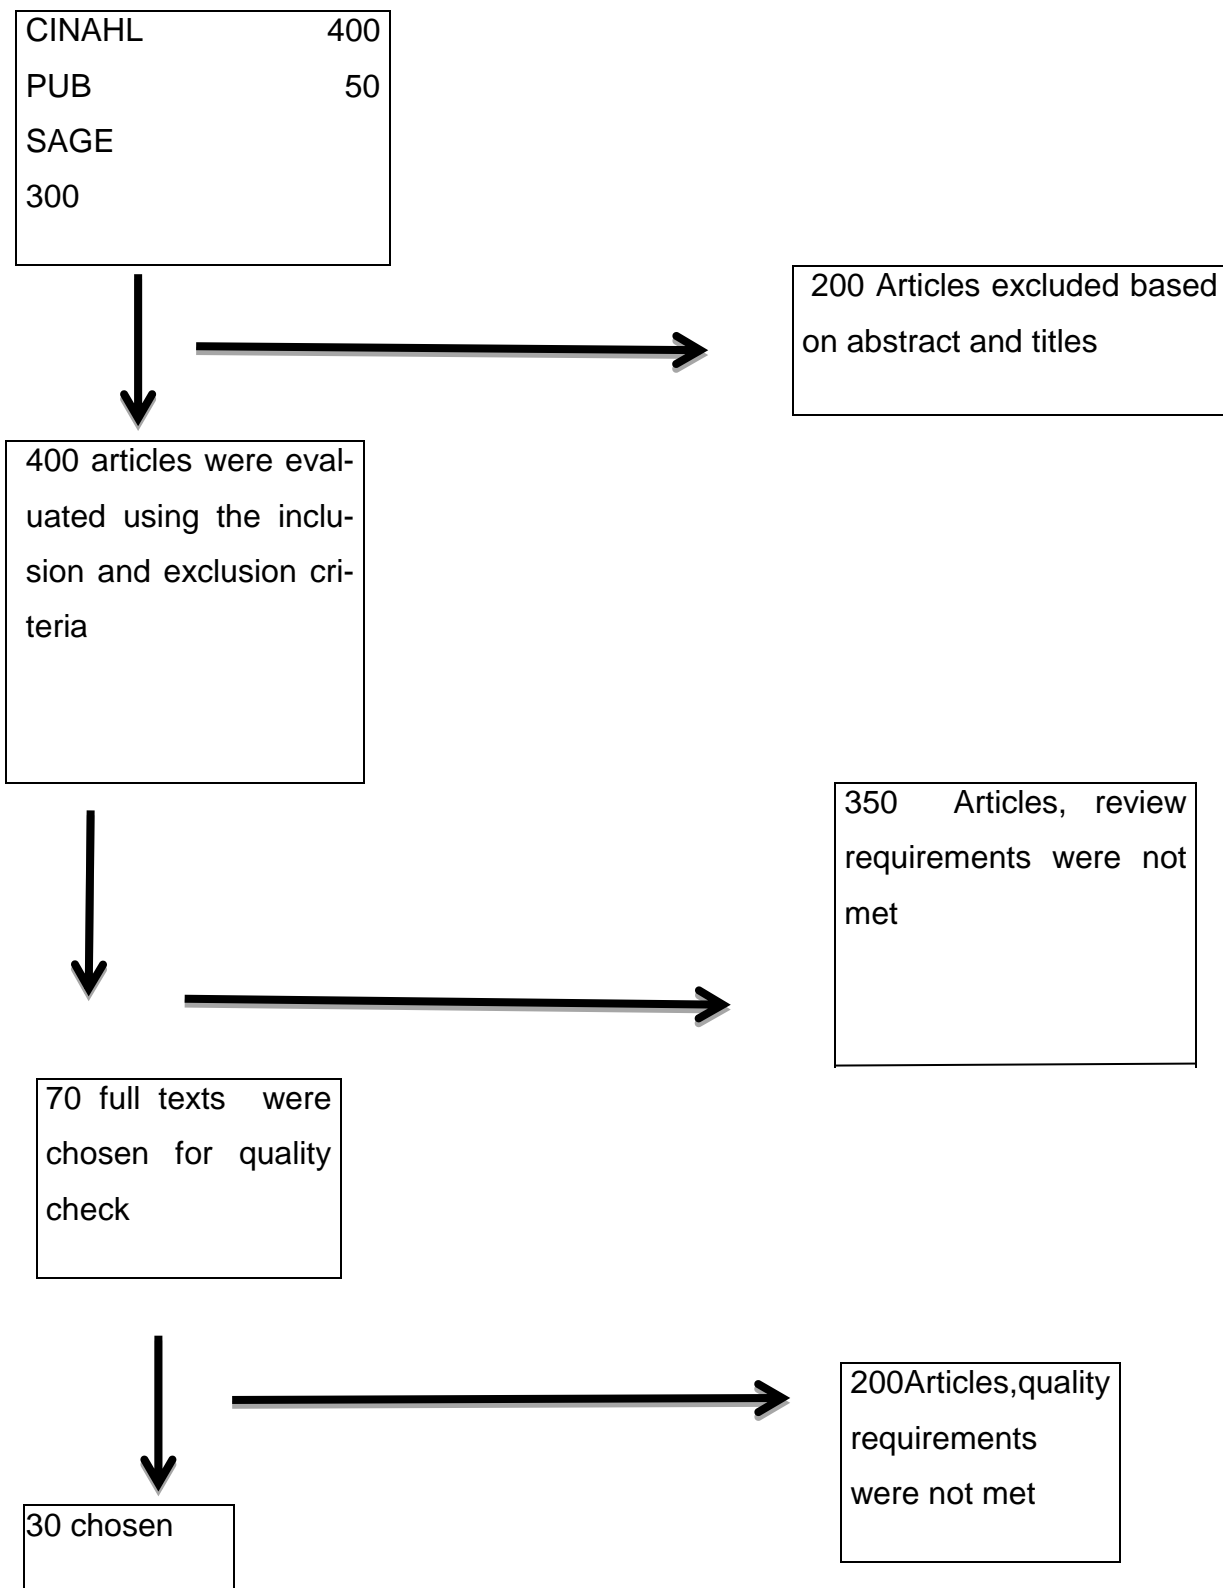 CINAHL 400
PUB 50
SAGE
300
200 Articles excluded based
on abstract and titles
400 articles were eval-
uated using the inclu-
sion and exclusion cri-
teria
350 Articles, review
requirements were not
met
70 full texts were
chosen for quality
check
200Articles,quality
requirements
were not met
30 chosen